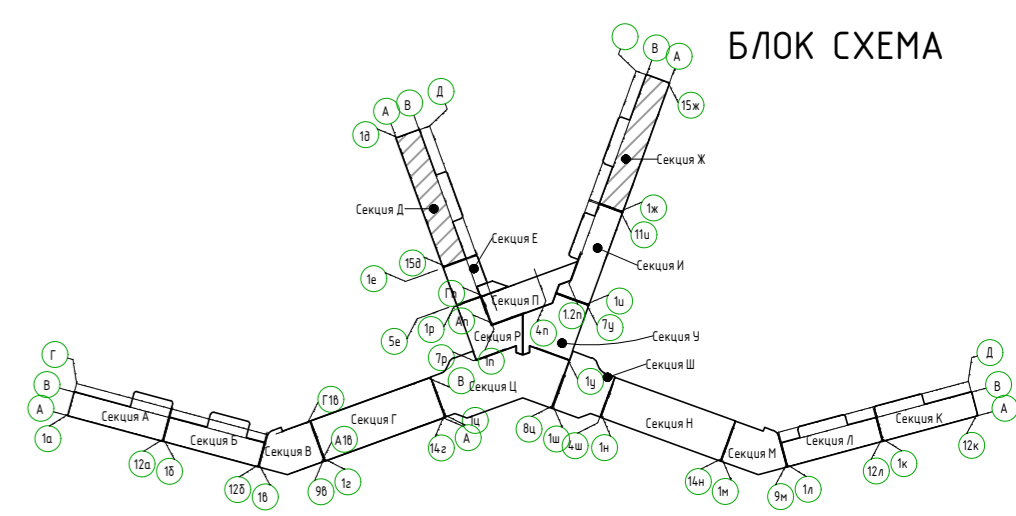 БЛОК СХЕМА
В
А
15ж
Д
В
А
1д
Секция Ж
Секция Д
1ж
11и
Секция Е
15д
1е
Секция И
Гп
Секция П
1и
1.2п
7у
Ап
4п
1р
5е
Секция Р
Секция У
7р
1п
Секция Ш
Г
В
А
1а
Секция А
12а
1б
Секция Б
12б
1в
Секция В
Г1в
А1в
9в
1г
Секция Г
В
Секция Ц
14г
А
1ц
8ц
1ш
4ш
1у
1н
Секция Н
14н
1м
Секция М
9м
1л
Секция Л
12л
1к
Секция К
Д
В
А
12к